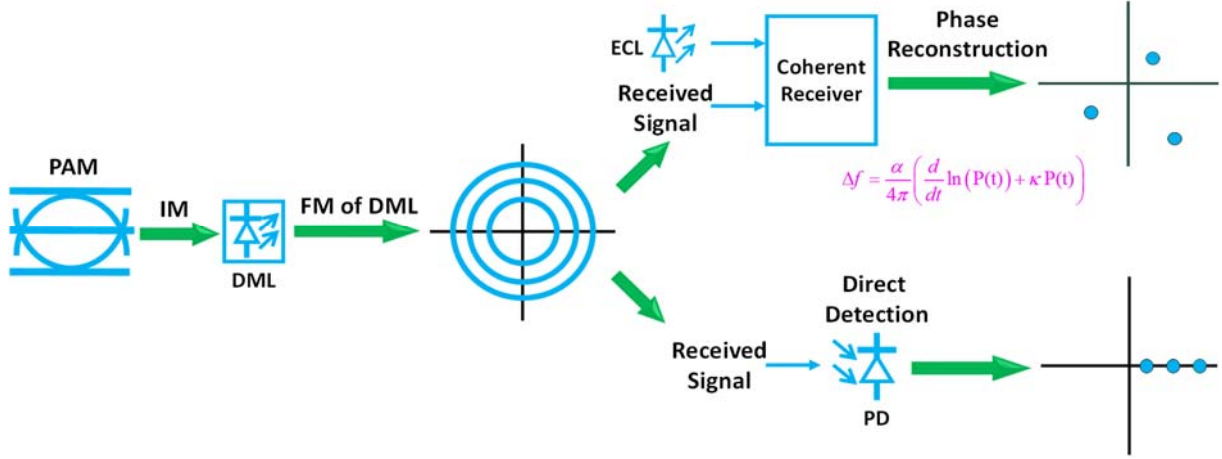 PAM
IM
DML
FM of DML
ECL
Received
Signal
Coherent
Receiver
Phase
Reconstruction
Δf = α/4π (d/dt ln(P(t)) + κP(t))
Received
Signal
Direct
Detection
PD